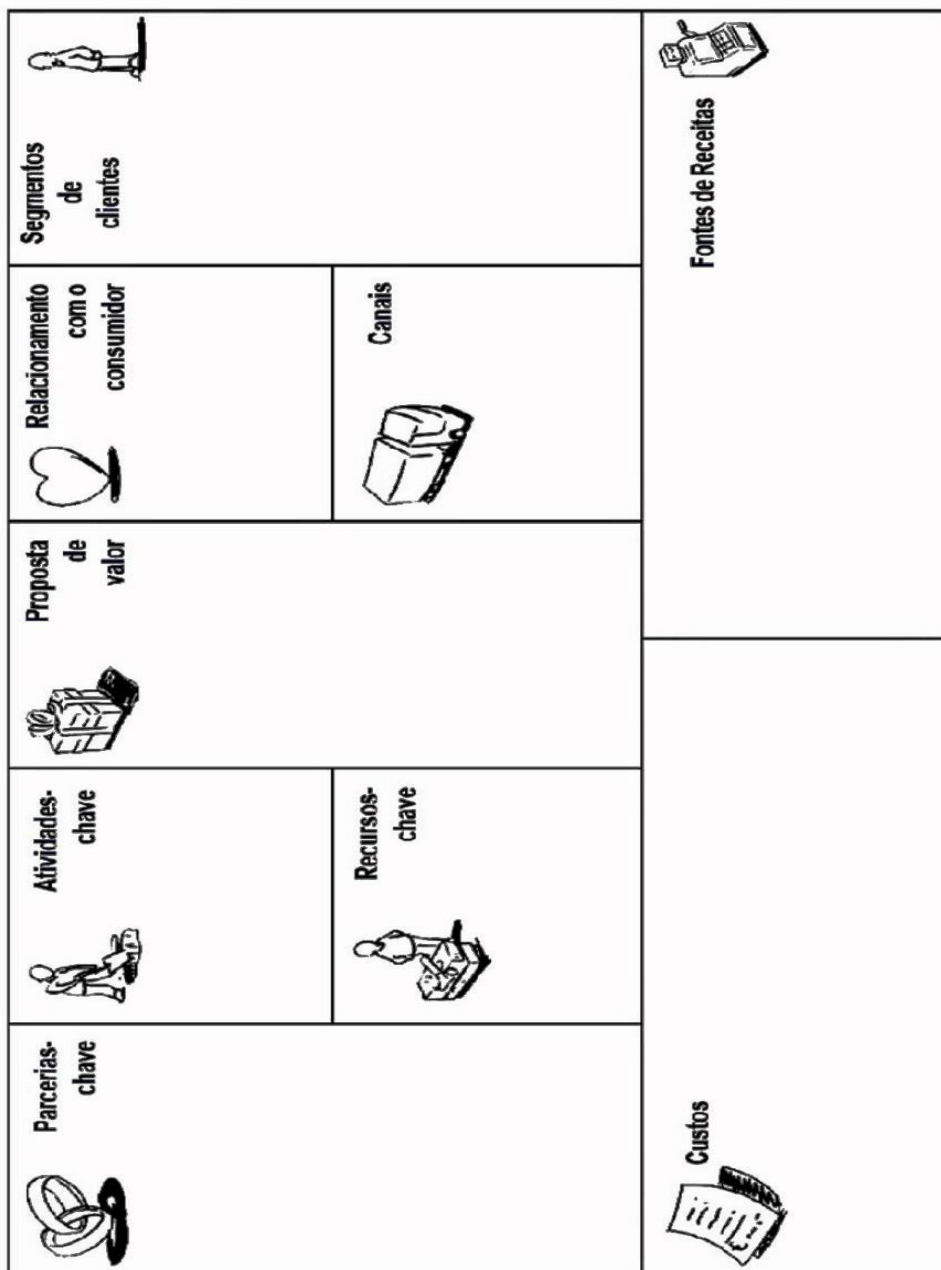 Parcerias-
chave
Atividades-
chave
Recursos-
chave
Proposta
de
valor
Relacionamento
com o
consumidor
Canais
Segmentos
de
clientes
Custos
Fontes de Receitas